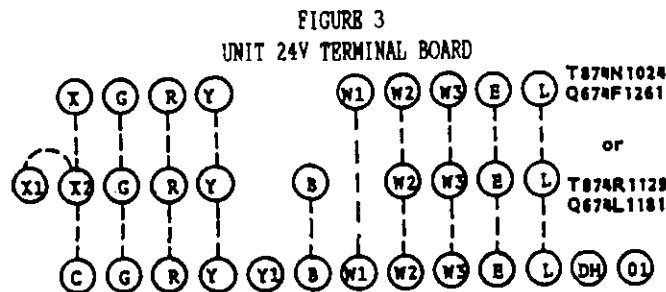 FIGURE 3
UNIT 24V TERMINAL BOARD
X G R Y W1 W2 W3 E L T874N1024
Q674F1261
or
X1 X2 G R Y B W2 W3 E L T874R1129
Q674L1181
C G R Y Y1 B W1 W2 W3 E L DH O1